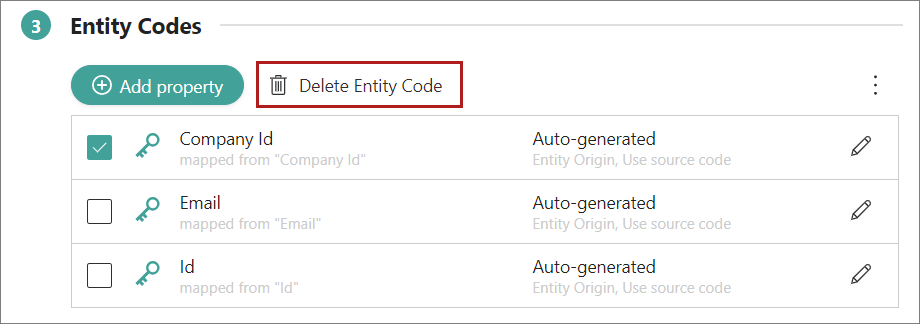 3 Entity Codes
Add property Delete Entity Code
Company Id Auto-generated
mapped from "Company Id" Entity Origin, Use source code
Email Auto-generated
mapped from "Email" Entity Origin, Use source code
Id Auto-generated
mapped from "Id" Entity Origin, Use source code